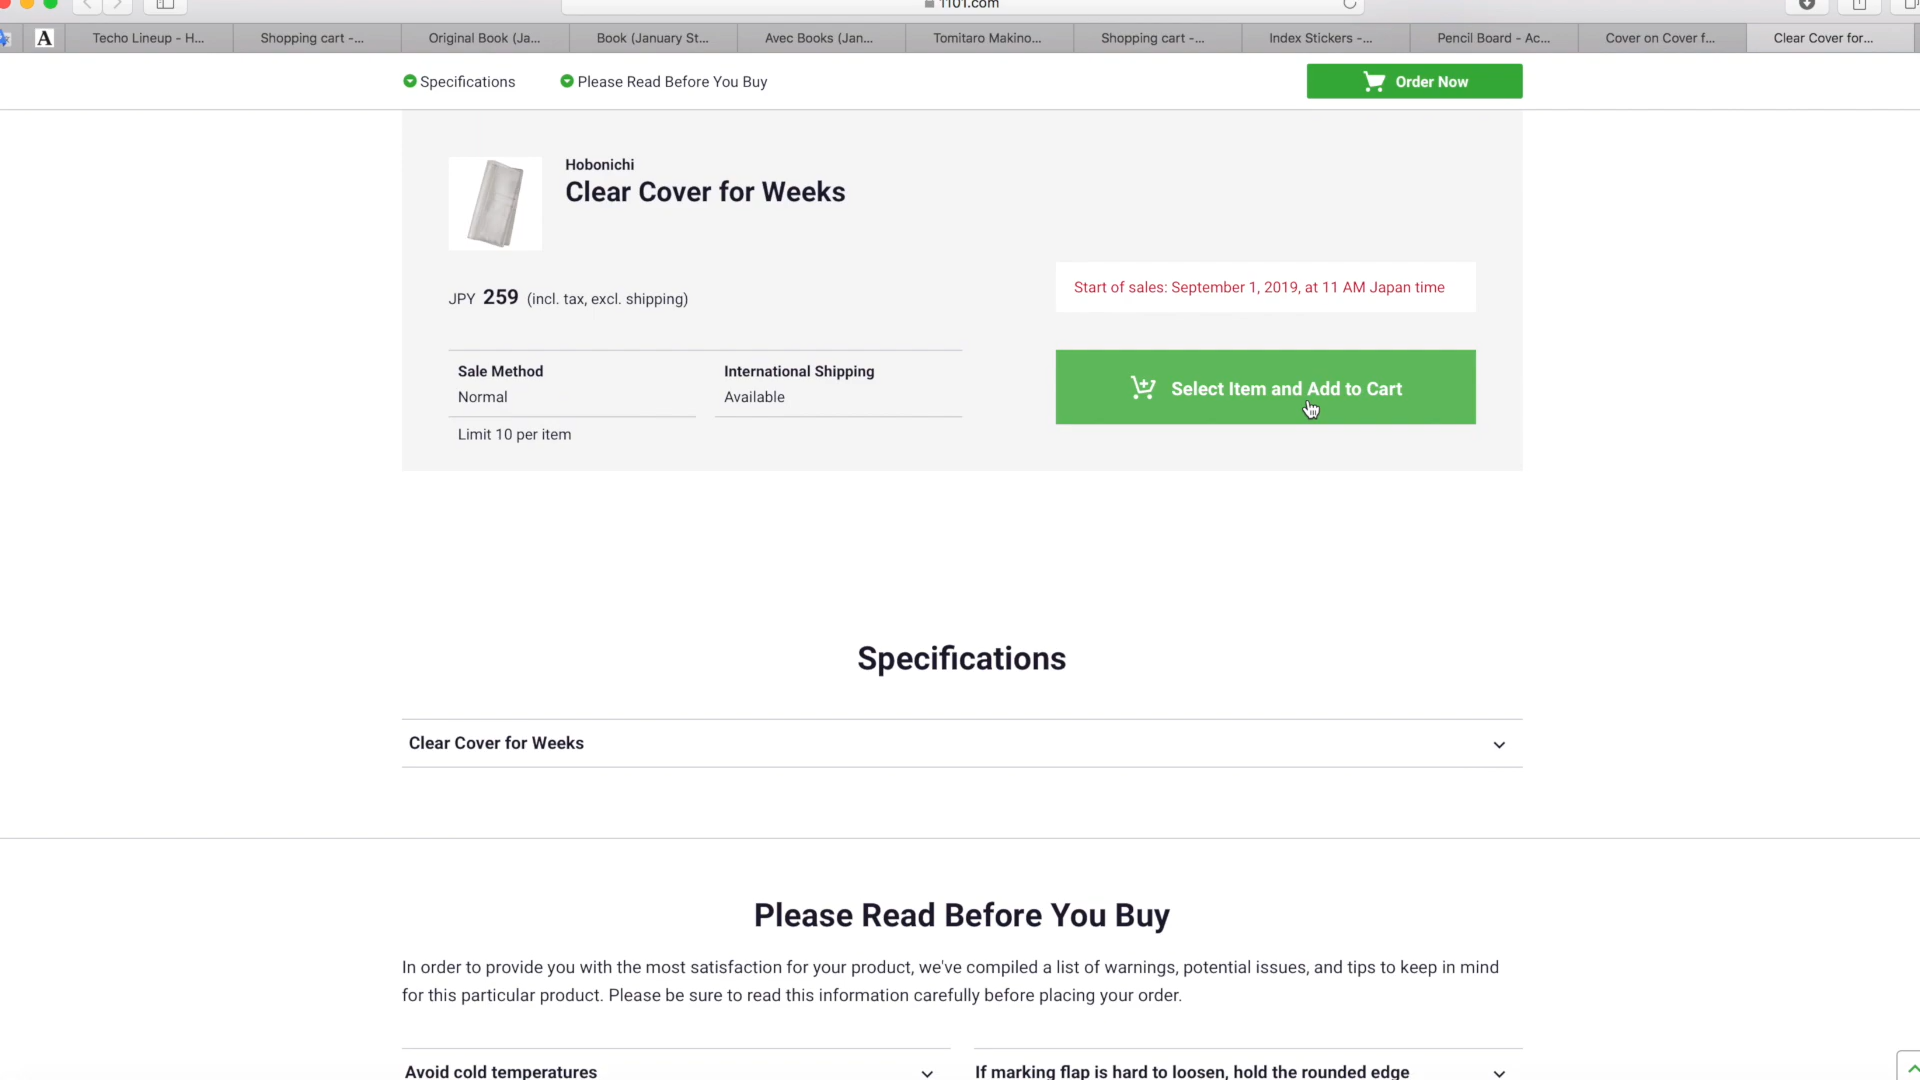 1101.com
A
Techo Lineup - H...
Shopping cart -...
Original Book (Ja...
Book (January St...
Avec Books (Jan...
Tomitaro Makino...
Shopping cart -...
Index Stickers -...
Pencil Board - Ac...
Cover on Cover f...
Clear Cover for...
Specifications
Please Read Before You Buy
Order Now
Hobonichi
Clear Cover for Weeks
JPY 259 (incl. tax, excl. shipping)
Start of sales: September 1, 2019, at 11 AM Japan time
Sale Method
Normal
International Shipping
Available
Limit 10 per item
Select Item and Add to Cart
Specifications
Clear Cover for Weeks
Please Read Before You Buy
In order to provide you with the most satisfaction for your product, we've compiled a list of warnings, potential issues, and tips to keep in mind
for this particular product. Please be sure to read this information carefully before placing your order.
Avoid cold temperatures
If marking flap is hard to loosen, hold the rounded edge